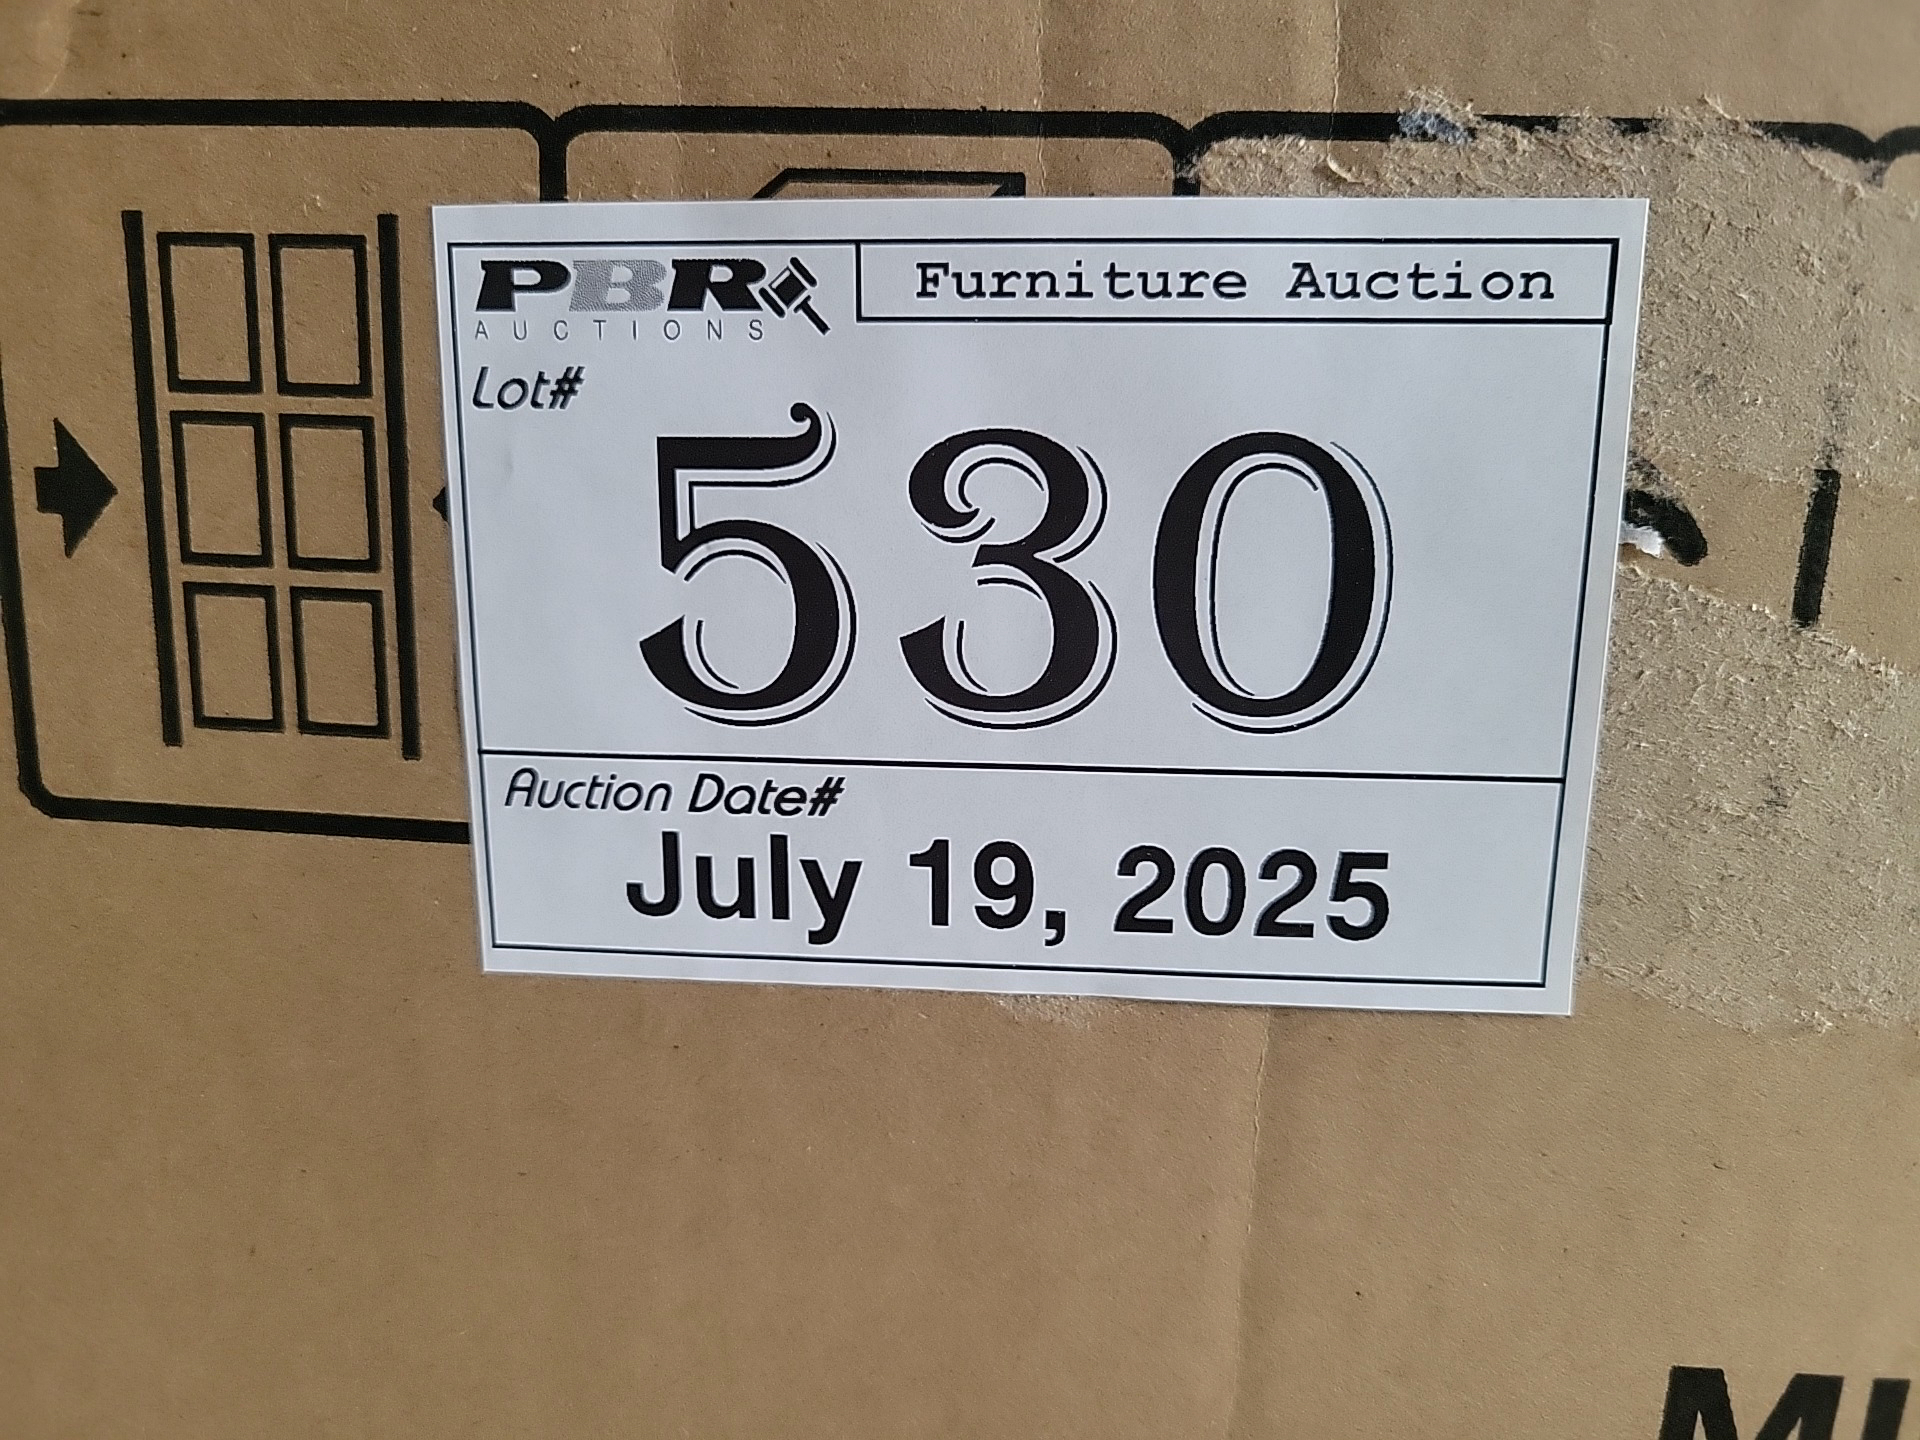 PBR
AUCTIONS
Furniture Auction
Lot#
530
Auction Date#
July 19, 2025